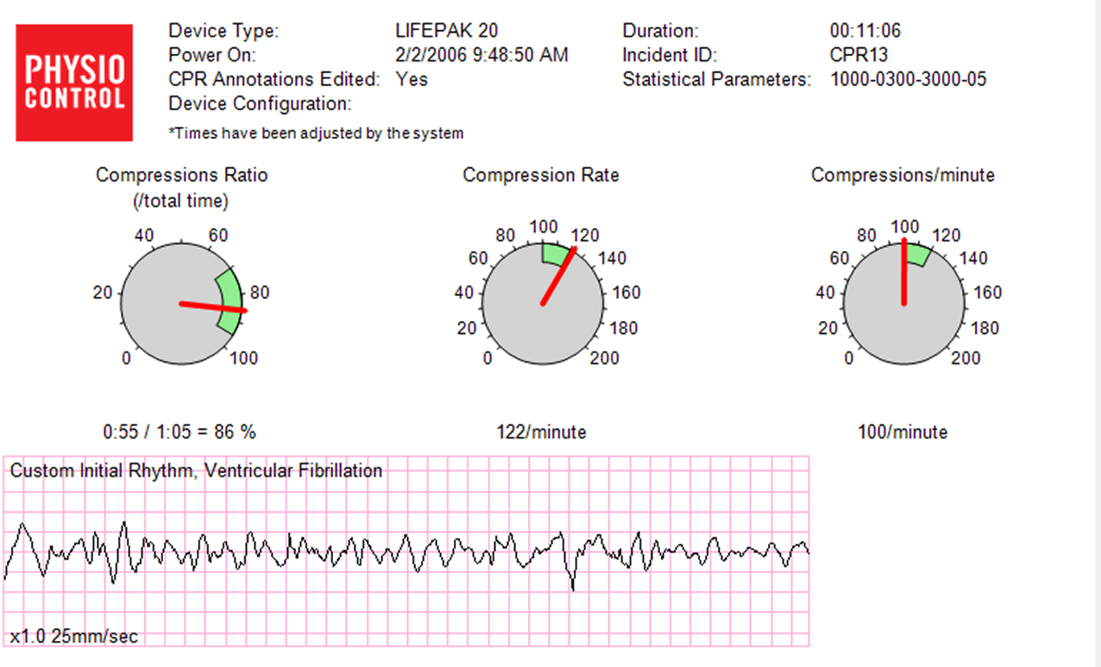 PHYSIO
CONTROL
Device Type: LIFEPAK 20 Duration: 00:11:06
Power On: 2/2/2006 9:48:50 AM Incident ID: CPR13
CPR Annotations Edited: Yes Statistical Parameters: 1000-0300-3000-05
Device Configuration:
*Times have been adjusted by the system
Compressions Ratio
(/total time)
0 20 40 60 80 100
0:55 / 1:05 = 86 %
Compression Rate
0 20 40 60 80 100 120 140 160 180 200
122/minute
Compressions/minute
0 20 40 60 80 100 120 140 160 180 200
100/minute
Custom Initial Rhythm, Ventricular Fibrillation
x1.0 25mm/sec